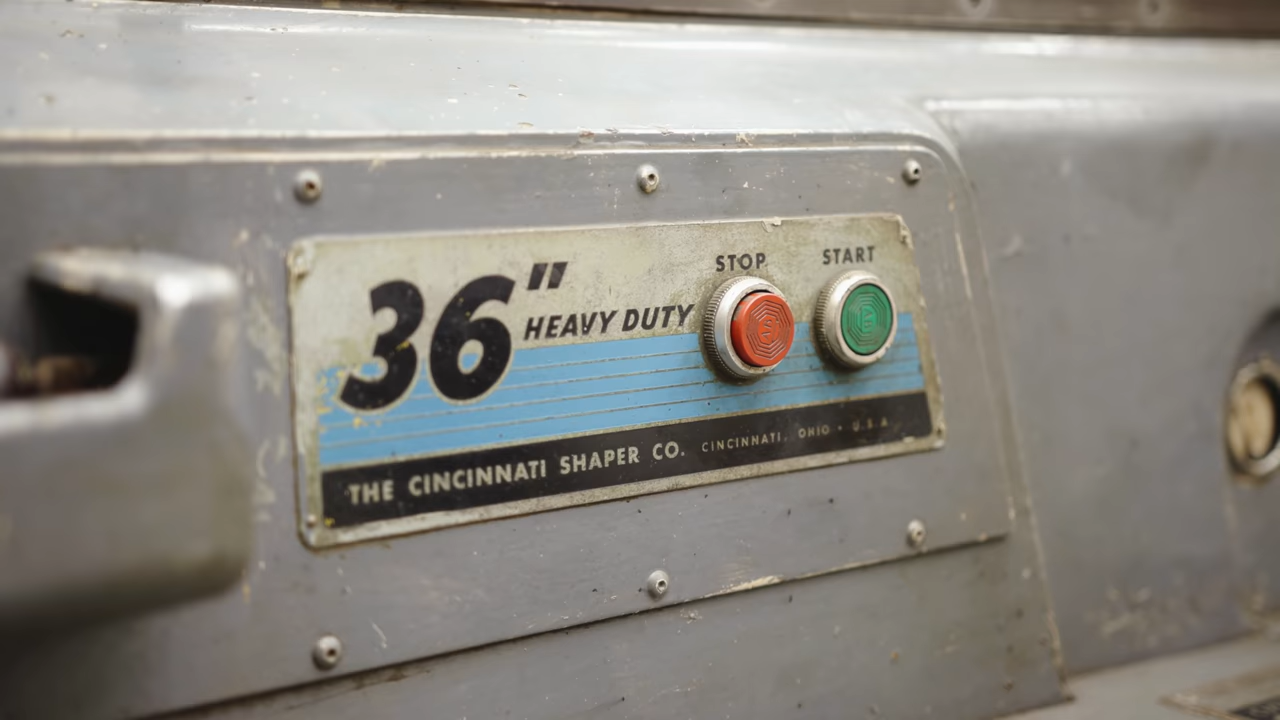 36"
HEAVY DUTY
STOP
START
THE CINCINNATI SHAPER CO. CINCINNATI, OHIO • U.S.A.